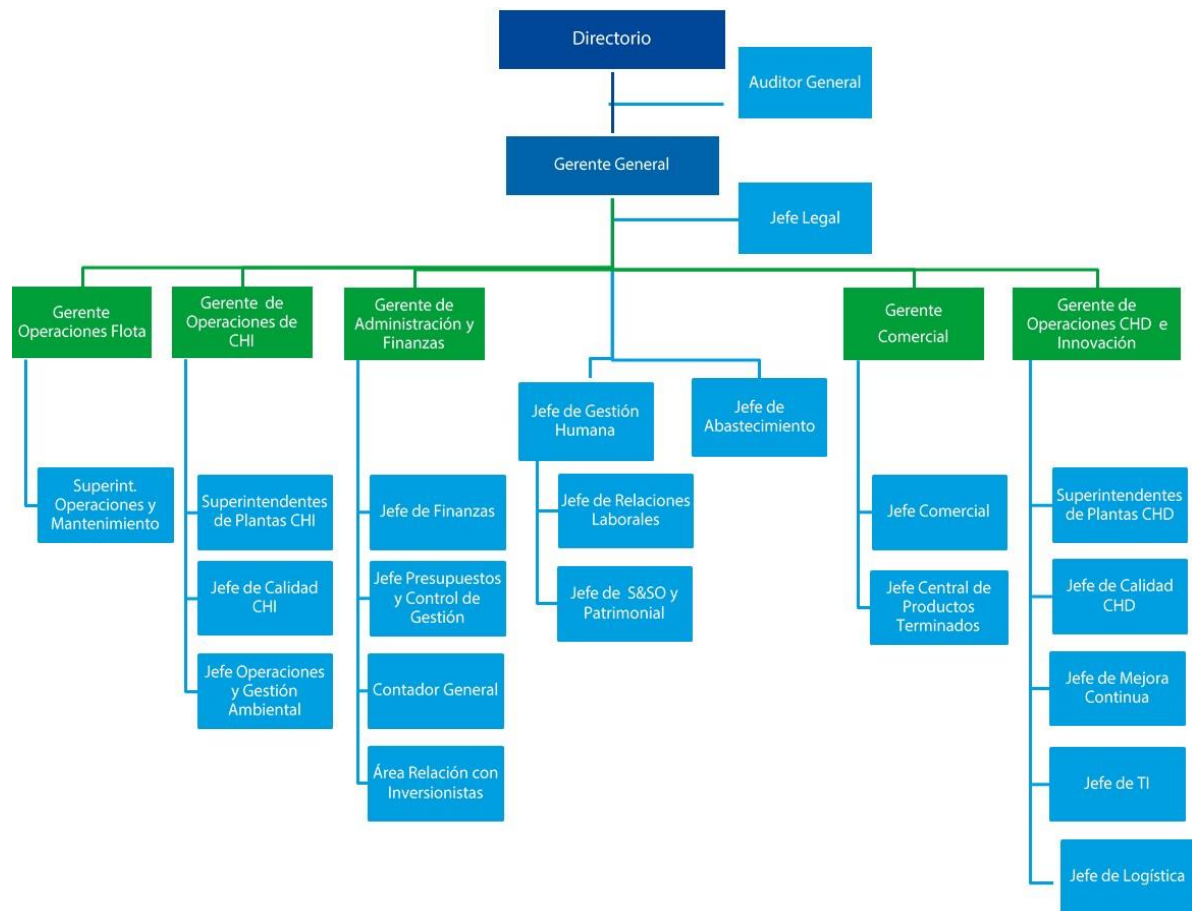 Directorio
Auditor General
Gerente General
Jefe Legal
Gerente
Operaciones Flota
Gerente de
Operaciones de
CHI
Gerente de
Administración y
Finanzas
Gerente
Comercial
Gerente de
Operaciones CHD e
Innovación
Jefe de Gestión
Humana
Jefe de
Abastecimiento
Superint.
Operaciones y
Mantenimiento
Superintendentes
de Plantas CHI
Jefe de Calidad
CHI
Jefe Operaciones
y Gestión
Ambiental
Jefe de Finanzas
Jefe Presupuestos
y Control de
Gestión
Contador General
Área Relación con
Inversionistas
Jefe de Relaciones
Laborales
Jefe de S&SO y
Patrimonial
Jefe Comercial
Jefe Central de
Productos
Terminados
Superintendentes
de Plantas CHD
Jefe de Calidad
CHD
Jefe de Mejora
Continua
Jefe de TI
Jefe de Logística